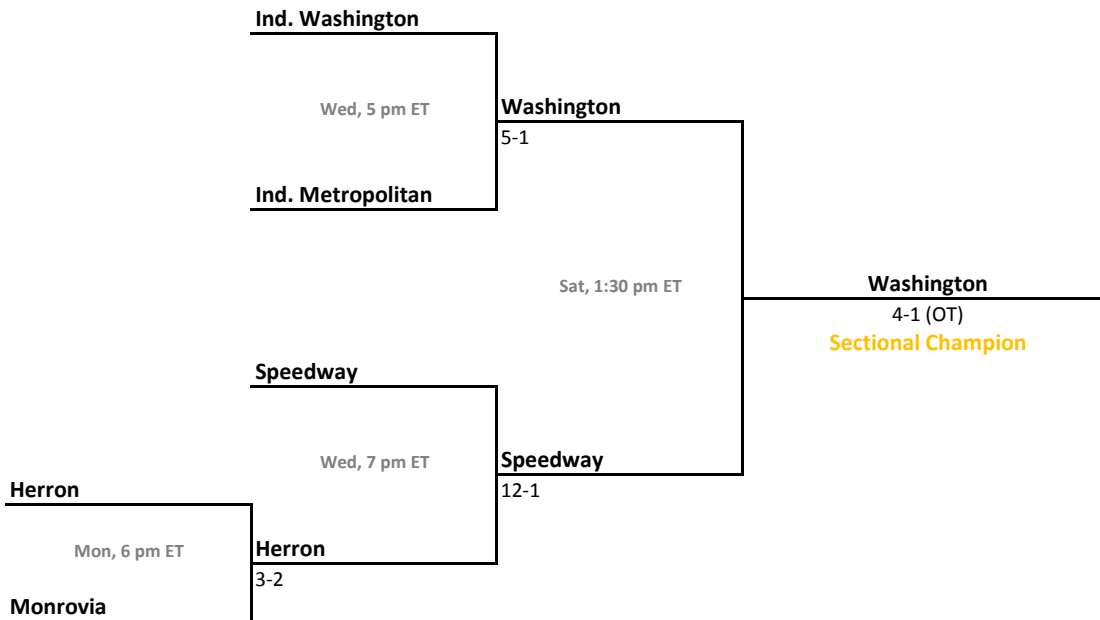 Ind. Washington
Wed, 5 pm ET
Washington
5-1
Ind. Metropolitan
Sat, 1:30 pm ET
Washington
4-1 (OT)
Sectional Champion
Speedway
Wed, 7 pm ET
Speedway
12-1
Herron
Mon, 6 pm ET
Herron
3-2
Monrovia